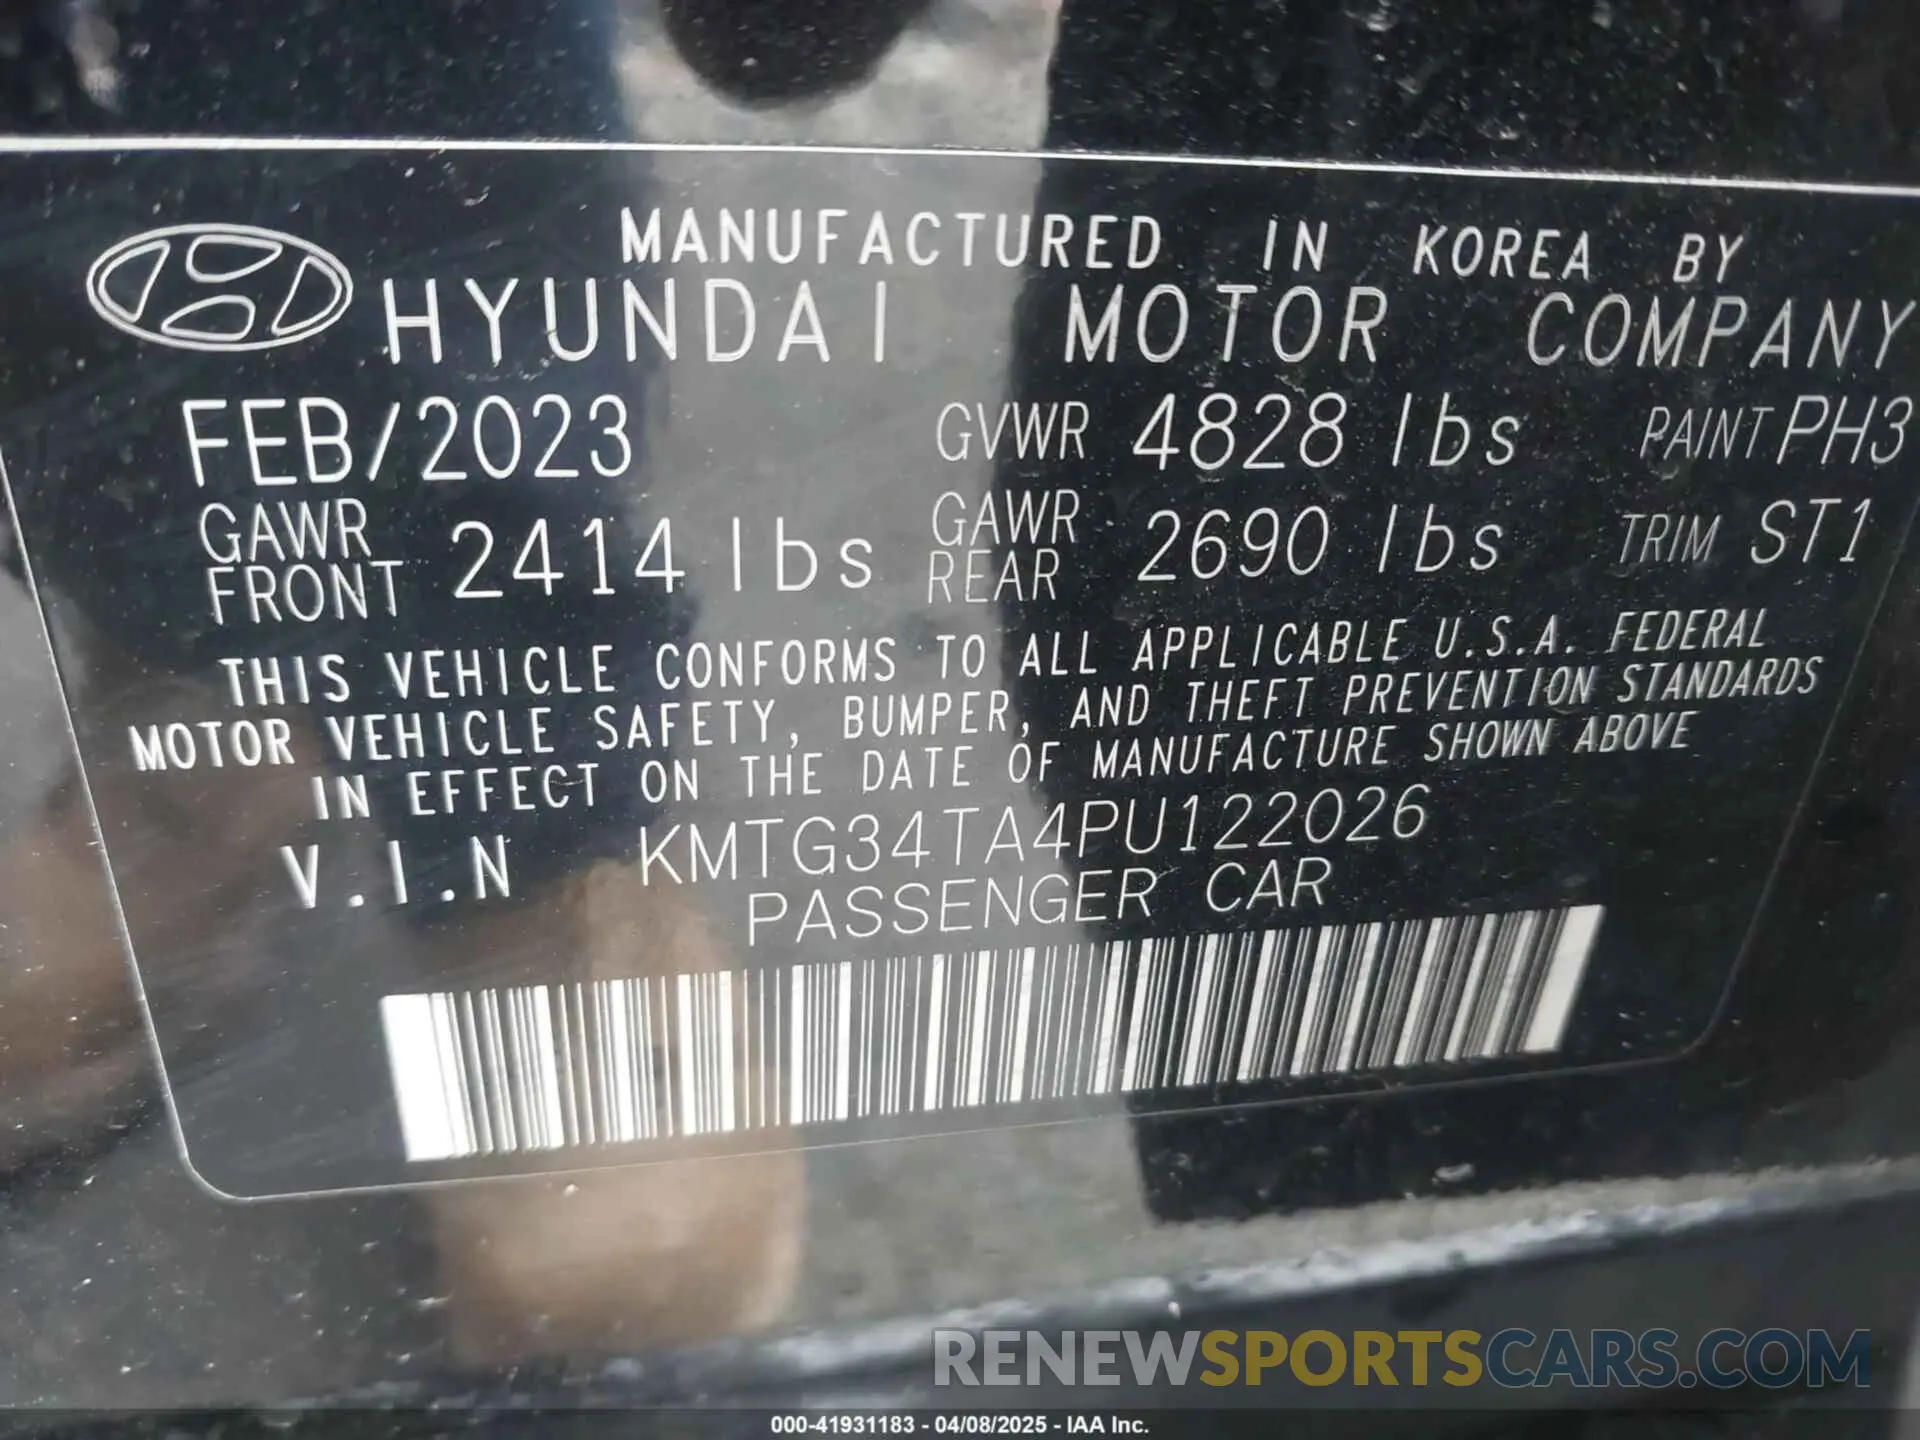 MANUFACTURED IN KOREA BY
HYUNDAI MOTOR COMPANY
FEB/2023 GVWR 4828 lbs PAINT PH3
GAWR FRONT 2414 lbs GAWR REAR 2690 lbs TRIM ST1
THIS VEHICLE CONFORMS TO ALL APPLICABLE U.S.A. FEDERAL
MOTOR VEHICLE SAFETY, BUMPER, AND THEFT PREVENTION STANDARDS
IN EFFECT ON THE DATE OF MANUFACTURE SHOWN ABOVE
V.I.N KMTG34TA4PU122026
PASSENGER CAR
RENEWSPORTSCARS.COM
000-41931183 - 04/08/2025 - IAA Inc.